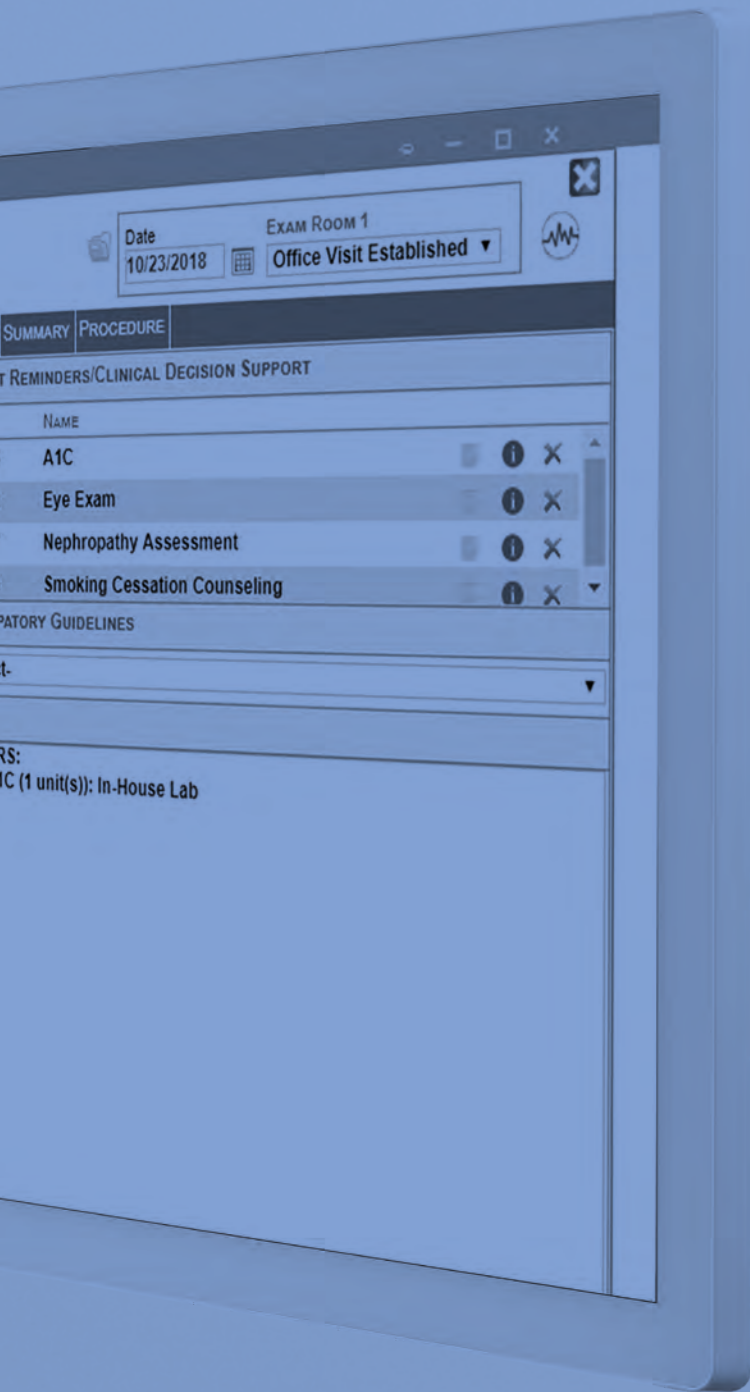 Date
EXAM ROOM 1
10/23/2018
Office Visit Established
SUMMARY PROCEDURE
T REMINDERS/CLINICAL DECISION SUPPORT
NAME
A1C
Eye Exam
Nephropathy Assessment
Smoking Cessation Counseling
PATORY GUIDELINES
t-
RS:
1C (1 unit(s)): In-House Lab